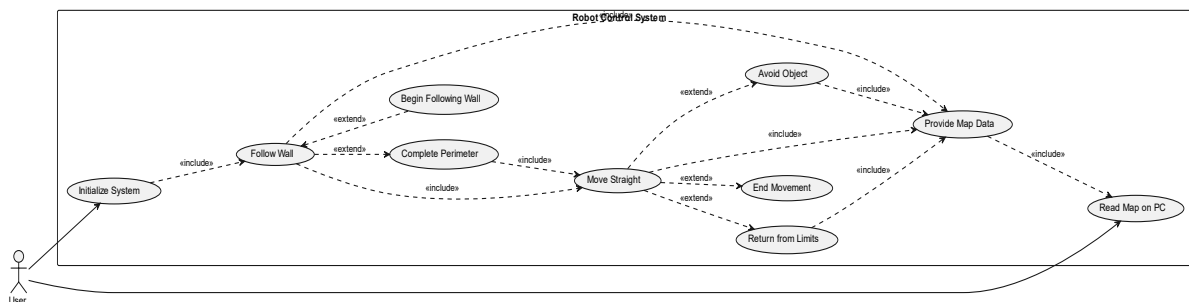 Robot Control System
«include»
Avoid Object
«extend»
«include»
Begin Following Wall
«extend»
Provide Map Data
«include»
Follow Wall
«extend»
Complete Perimeter
«include»
«include»
«include»
Initialize System
«include»
Move Straight
«extend»
End Movement
«extend»
«include»
Return from Limits
Read Map on PC
User